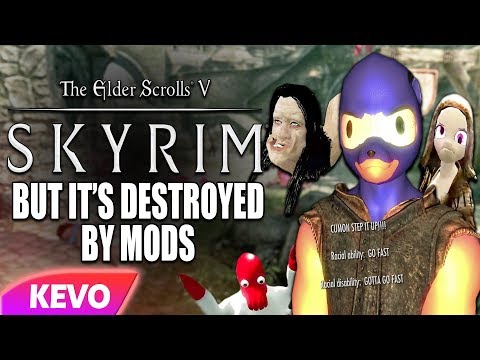 The Elder Scrolls V
SKYRIM
BUT IT'S DESTROYED
BY MODS
CUMON STEP IT UP!!!!
Racial ability: GO FAST
Racial disability: GOTTA GO FAST
KEVO